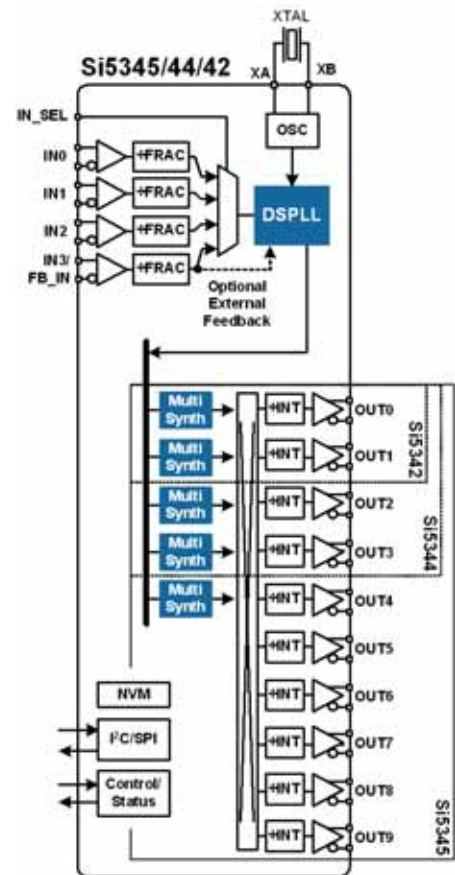 XTAL
Si5345/44/42
XA
XB
IN_SEL
OSC
IN0
÷FRAC
IN1
÷FRAC
DSPLL
IN2
÷FRAC
IN3/
FB_IN
÷FRAC
Optional
External
Feedback
Multi
Synth
÷INT
OUT0
Multi
Synth
÷INT
OUT1
Si5342
Multi
Synth
÷INT
OUT2
Multi
Synth
÷INT
OUT3
Si5344
Multi
Synth
÷INT
OUT4
÷INT
OUT5
NVM
÷INT
OUT6
I²C/SPI
÷INT
OUT7
Control/
Status
÷INT
OUT8
÷INT
OUT9
Si5345